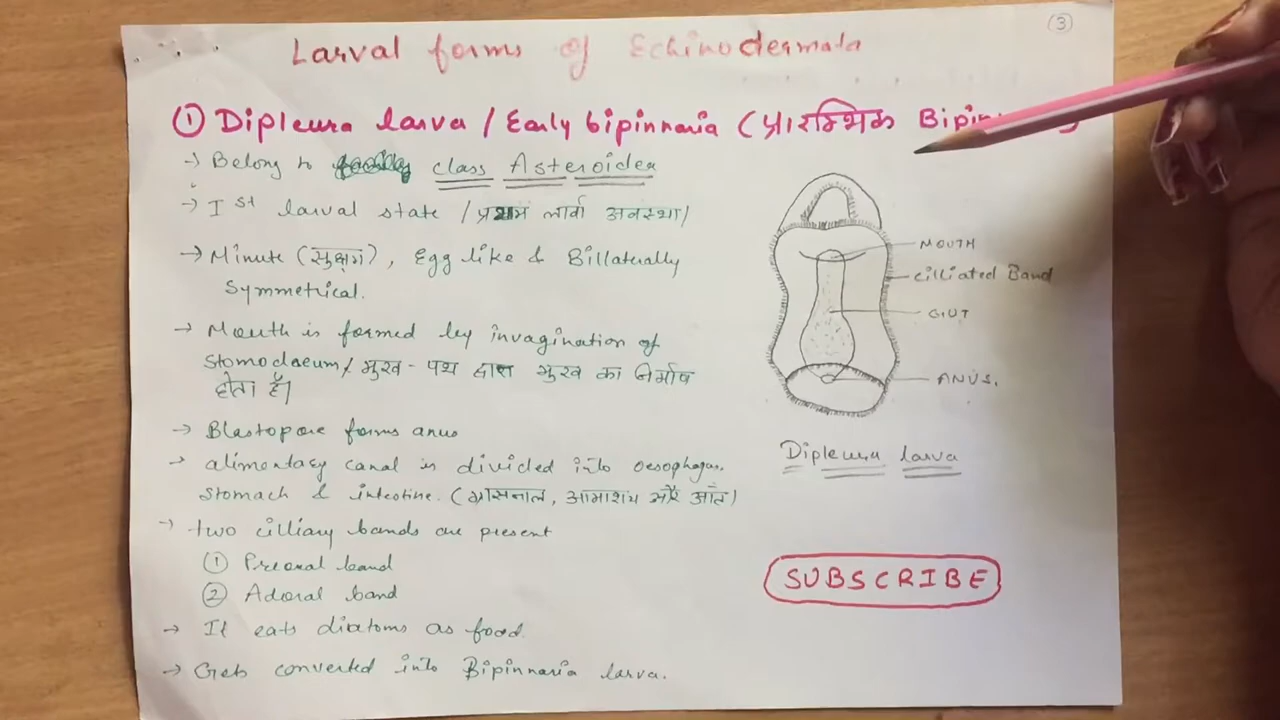 3
Larval forms of Echinodermata
① Dipleura larva / Early bipinnaria (प्रारम्भिक
→ Belong to class Asteroidea
→ Ist larval state / प्रथम लार्वा अवस्था/
→ Minute (सुक्ष्म), Egg like & Billaterally
Symmetrical.
→ Mouth is formed by invagination of
Stomodaeum / मुख-पथ द्वारा मुख का निर्माण
होता है।
→ Blastopore forms anus
→ alimentary canal is divided into oesophagus,
Stomach & intestine. (ग्रासनाल, आमाशय और आँत)
→ two cilliary bands are present
① Preoral band
② Adoral band
→ It eats diatoms as food.
→ Gets converted into Bipinnaria larva.
MOUTH
Cilliated Band
GUT
ANUS.
Dipleura larva
SUBSCRIBE